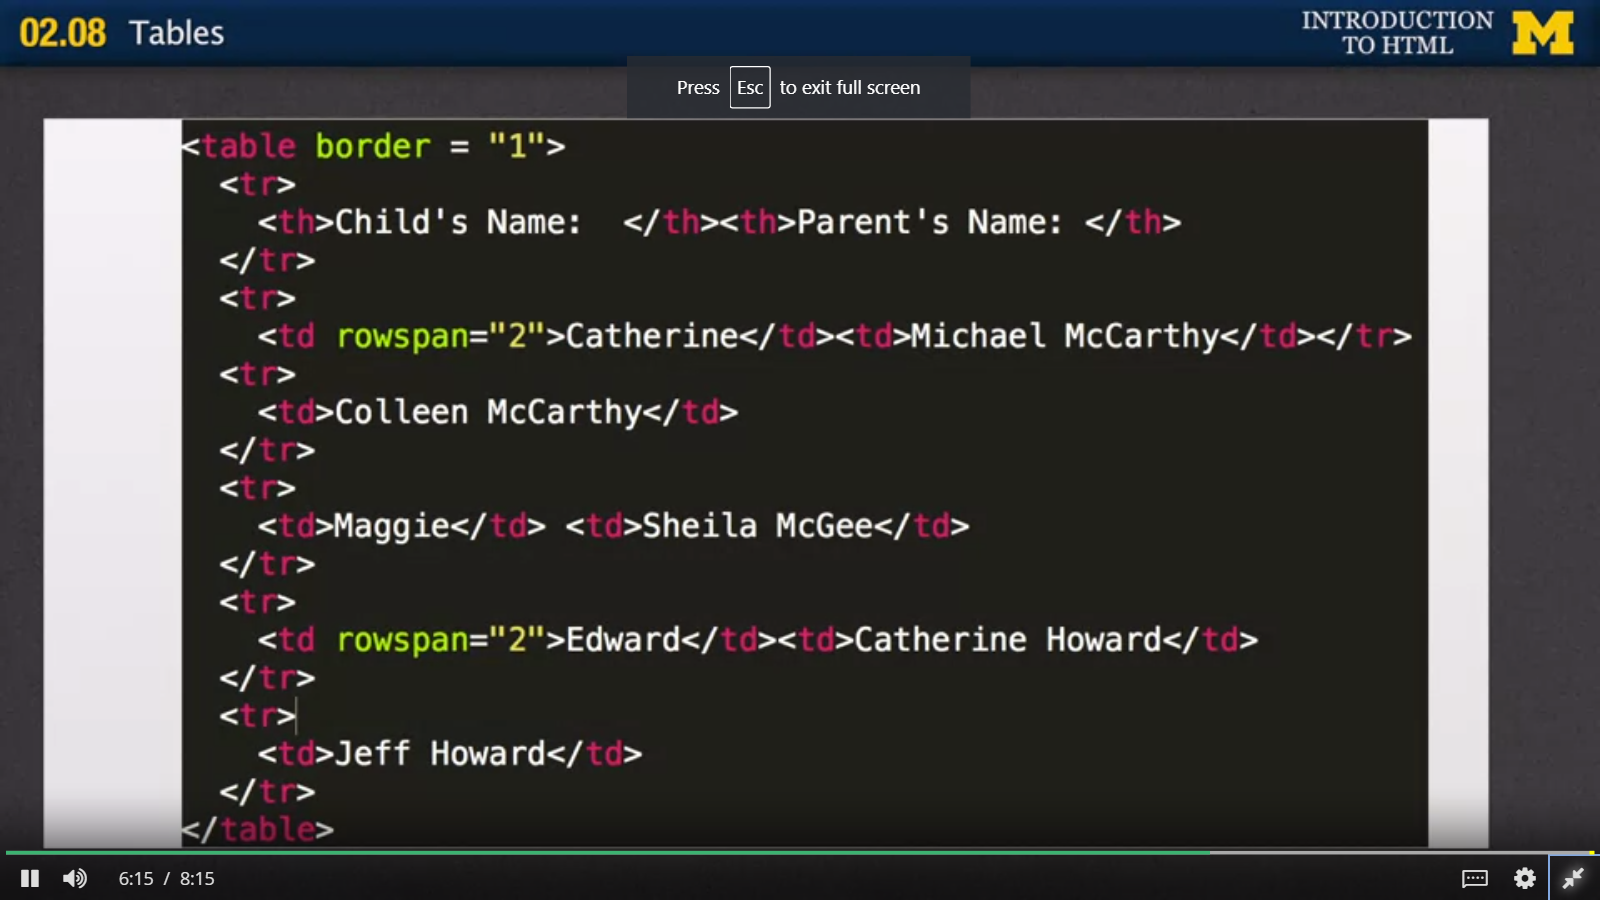 02.08 Tables
INTRODUCTION
TO HTML
M
Press Esc to exit full screen
<table border = "1">
<tr>
<th>Child's Name:  </th><th>Parent's Name: </th>
</tr>
<tr>
<td rowspan="2">Catherine</td><td>Michael McCarthy</td></tr>
<tr>
<td>Colleen McCarthy</td>
</tr>
<tr>
<td>Maggie</td> <td>Sheila McGee</td>
</tr>
<tr>
<td rowspan="2">Edward</td><td>Catherine Howard</td>
</tr>
<tr>
<td>Jeff Howard</td>
</tr>
</table>
6:15 / 8:15